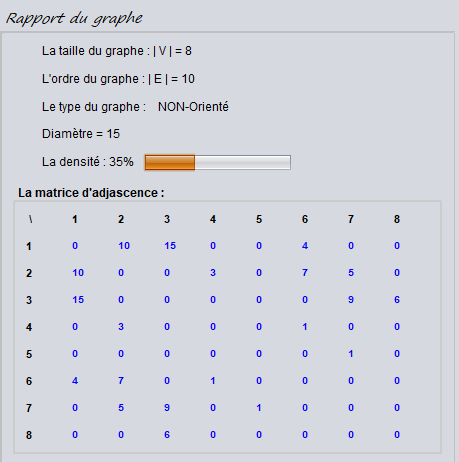 Rapport du graphe
La taille du graphe : | V | = 8
L'ordre du graphe : | E | = 10
Le type du graphe : NON-Orienté
Diamètre = 15
La densité : 35%
La matrice d'adjascence :
\ 1 2 3 4 5 6 7 8
1 0 10 15 0 0 4 0 0
2 10 0 0 3 0 7 5 0
3 15 0 0 0 0 0 9 6
4 0 3 0 0 0 1 0 0
5 0 0 0 0 0 0 1 0
6 4 7 0 1 0 0 0 0
7 0 5 9 0 1 0 0 0
8 0 0 6 0 0 0 0 0